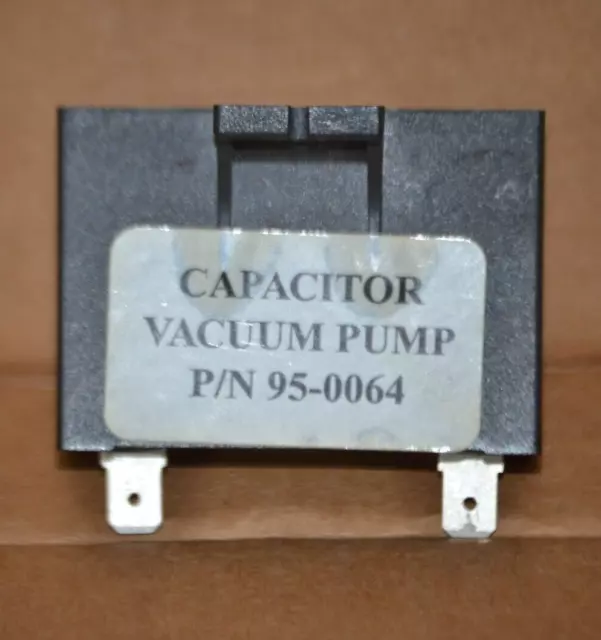 CAPACITOR
VACUUM PUMP
P/N 95-0064